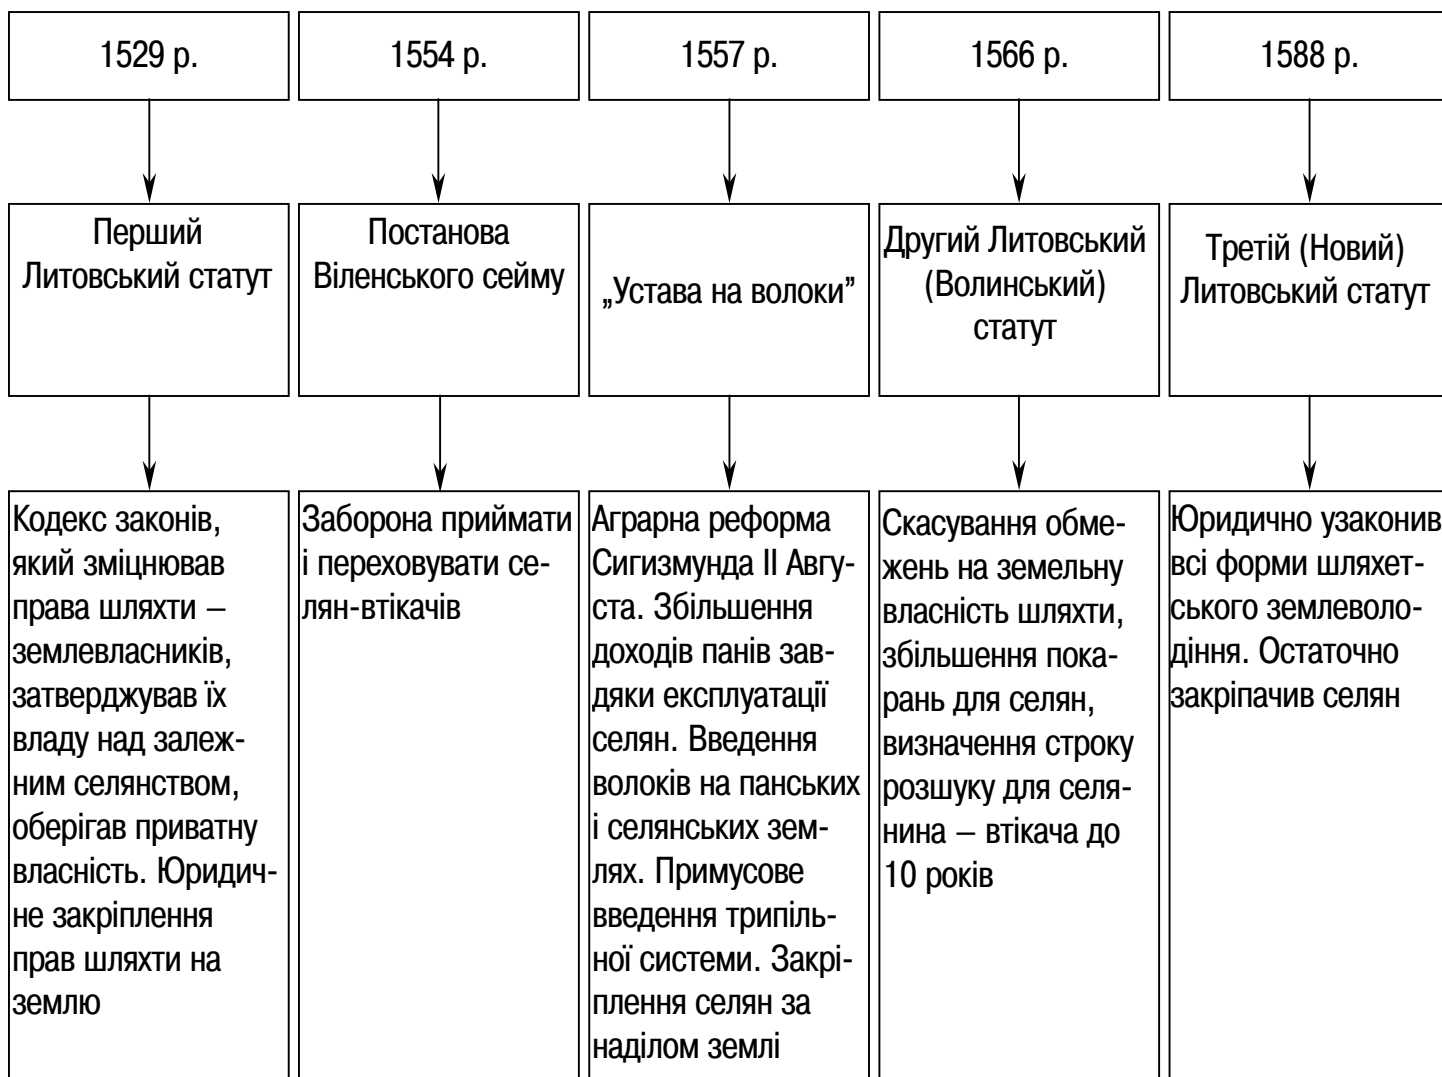 1529 р.
1554 р.
1557 р.
1566 р.
1588 р.
Перший
Литовський статут
Постанова
Віленського сейму
„Устава на волоки”
Другий Литовський
(Волинський)
статут
Третій (Новий)
Литовський статут
Кодекс законів,
який зміцнював
права шляхти –
землевласників,
затверджував їх
владу над залеж-
ним селянством,
оберігав приватну
власність. Юридич-
не закріплення
прав шляхти на
землю
Заборона приймати
і переховувати се-
лян-втікачів
Аграрна реформа
Сигизмунда II Авгу-
ста. Збільшення
доходів панів зав-
дяки експлуатації
селян. Введення
волоків на панських
і селянських зем-
лях. Примусове
введення трипіль-
ної системи. Закрі-
плення селян за
наділом землі
Скасування обме-
жень на земельну
власність шляхти,
збільшення пока-
рань для селян,
визначення строку
розшуку для селя-
нина – втікача до
10 років
Юридично узаконив
всі форми шляхет-
ського землеволо-
діння. Остаточно
закріпачив селян